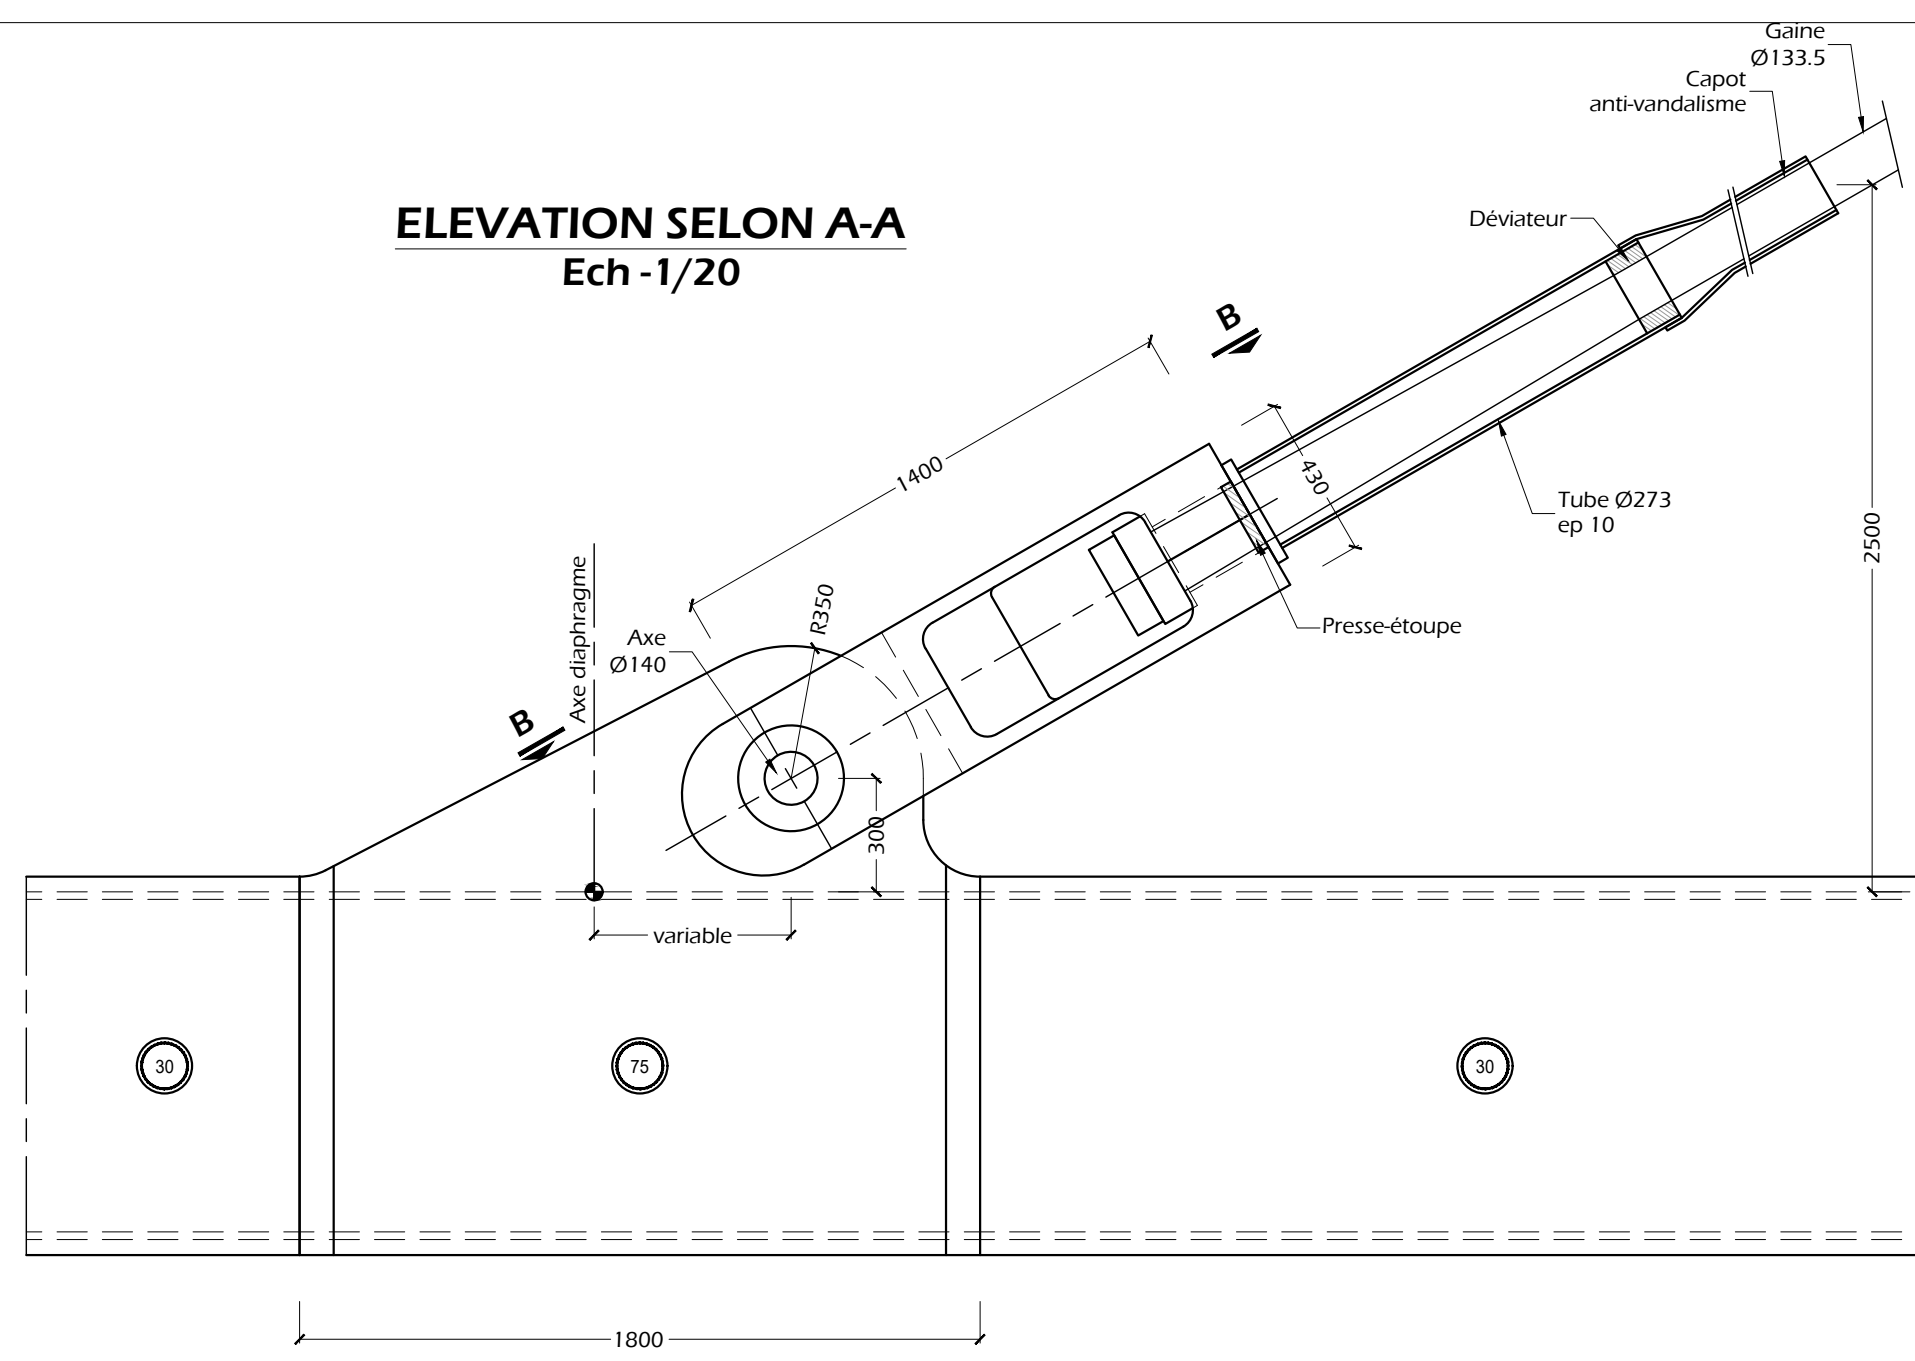 Gaine
Ø133.5
Capot
anti-vandalisme
ELEVATION SELON A-A
Ech -1/20
Déviateur
B
1400
430
Tube Ø273
ep 10
2500
Axe diaphragme
R350
Axe
Ø140
Presse-étoupe
B
300
variable
30
75
30
1800